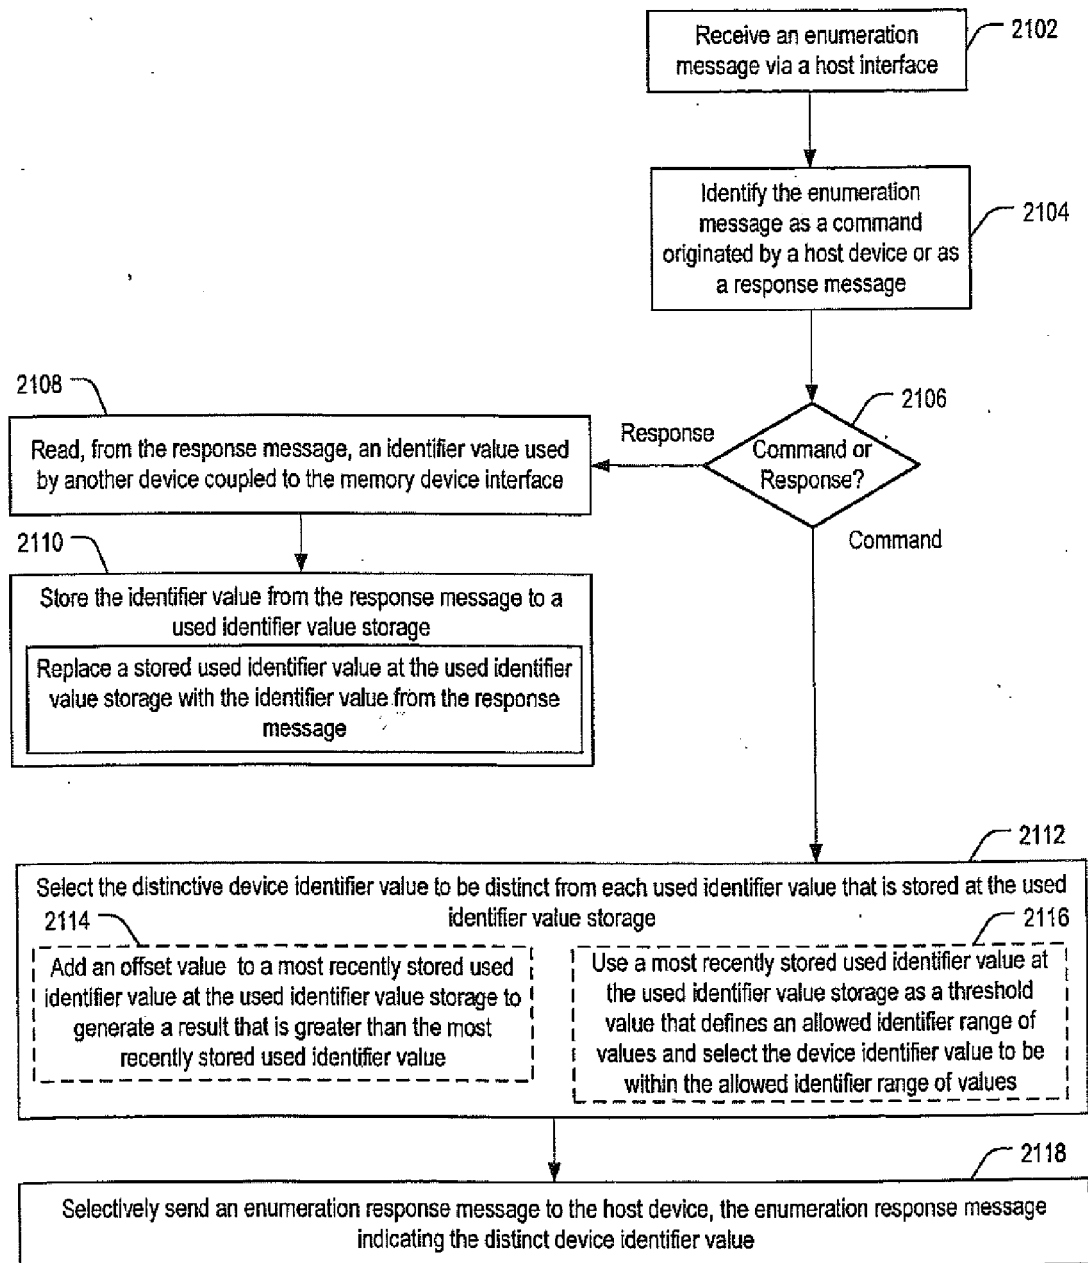 2102
Receive an enumeration
message via a host interface
2104
Identify the enumeration
message as a command
originated by a host device or as
a response message
2106
Command or
Response?
Response
Command
2108
Read, from the response message, an identifier value used
by another device coupled to the memory device interface
2110
Store the identifier value from the response message to a
used identifier value storage
Replace a stored used identifier value at the used identifier
value storage with the identifier value from the response
message
2112
Select the distinctive device identifier value to be distinct from each used identifier value that is stored at the used
identifier value storage
2114
Add an offset value to a most recently stored used
identifier value at the used identifier value storage to
generate a result that is greater than the most
recently stored used identifier value
2116
Use a most recently stored used identifier value at
the used identifier value storage as a threshold
value that defines an allowed identifier range of
values and select the device identifier value to be
within the allowed identifier range of values
2118
Selectively send an enumeration response message to the host device, the enumeration response message
indicating the distinct device identifier value